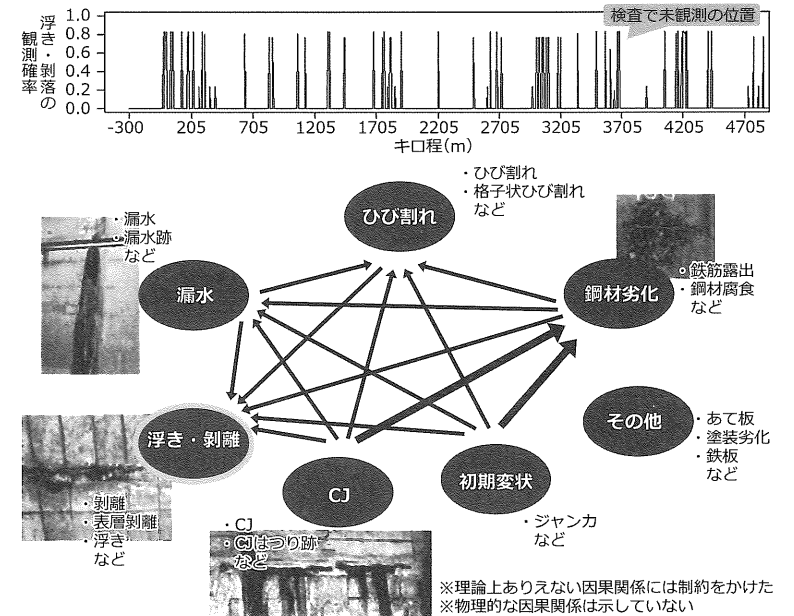 検査で未観測の位置
浮き・剥落の
観測確率
1.0
0.8
0.6
0.4
0.2
0.0
-300 205 705 1205 1705 2205 2705 3205 3705 4205 4705
キロ程(m)
・ひび割れ
・格子状ひび割れ
など
ひび割れ
・漏水
・漏水跡
など
漏水
鋼材劣化
・鉄筋露出
・鋼材腐食
など
その他
・あて板
・塗装劣化
・鉄板
など
浮き・剥離
・剥離
・表層剥離
・浮き
など
CJ
・CJ
・CJはつり跡
など
初期変状
・ジャンカ
など
※理論上ありえない因果関係には制約をかけた
※物理的な因果関係は示していない